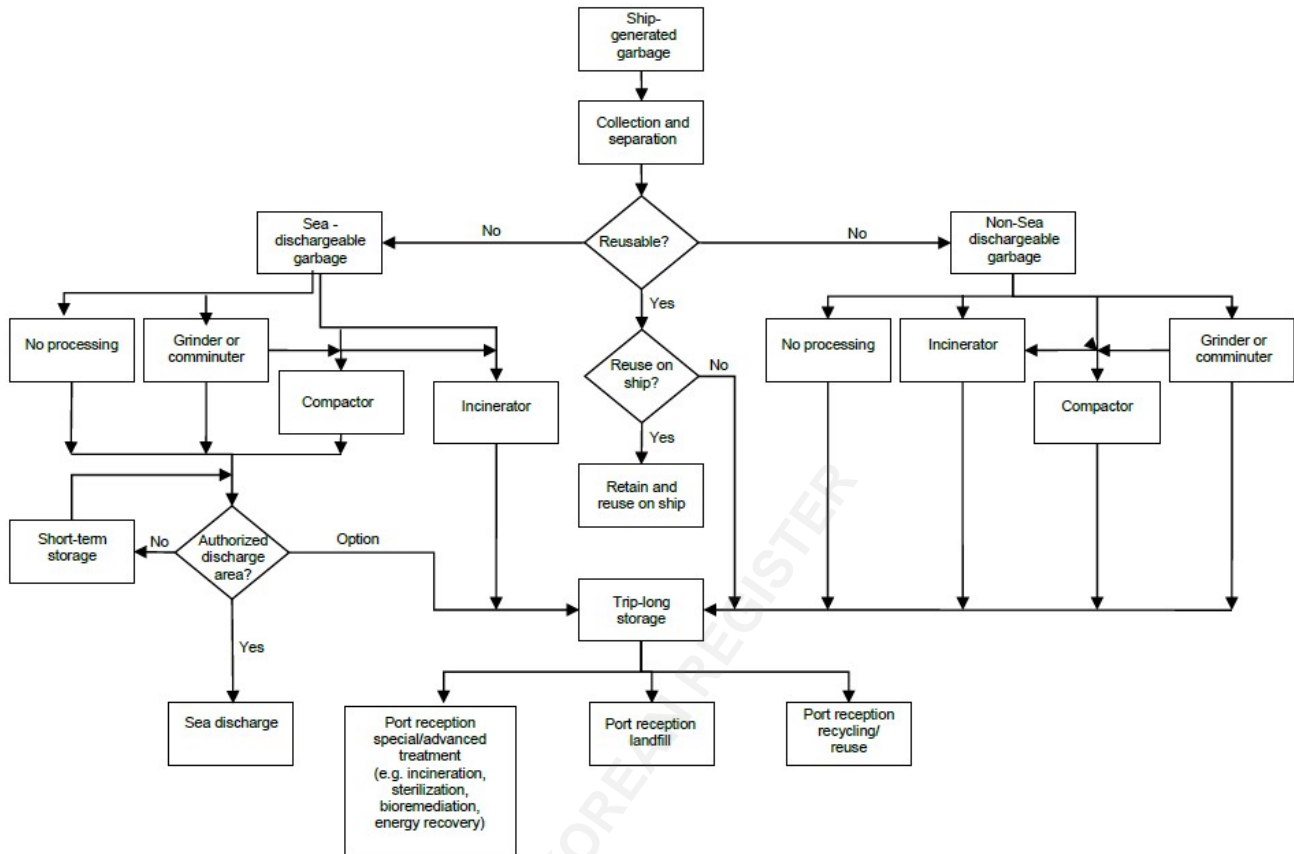 Ship-
generated
garbage
Collection and
separation
Sea -
dischargeable
garbage
No
Reusable?
No
Non-Sea
dischargeable
garbage
Yes
No processing
Grinder or
comminuter
Compactor
Incinerator
Reuse on
ship?
No
No processing
Incinerator
Compactor
Grinder or
comminuter
Yes
Retain and
reuse on ship
Short-term
storage
No
Authorized
discharge
area?
Option
Trip-long
storage
Yes
Sea discharge
Port reception
special/advanced
treatment
(e.g. incineration,
sterilization,
bioremediation,
energy recovery)
Port reception
landfill
Port reception
recycling/
reuse
KOREAN REGISTER